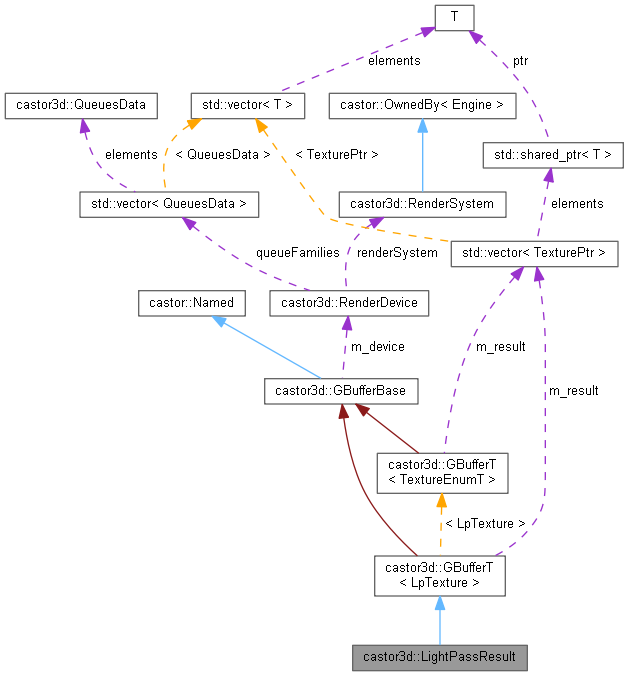 T
elements
ptr
castor3d::QueuesData
std::vector< T >
castor::OwnedBy< Engine >
elements
< QueuesData >
< TexturePtr >
std::shared_ptr< T >
std::vector< QueuesData >
castor3d::RenderSystem
elements
queueFamilies
renderSystem
std::vector< TexturePtr >
castor::Named
castor3d::RenderDevice
m_device
m_result
castor3d::GBufferBase
m_result
castor3d::GBufferT
< TextureEnumT >
< LpTexture >
castor3d::GBufferT
< LpTexture >
castor3d::LightPassResult